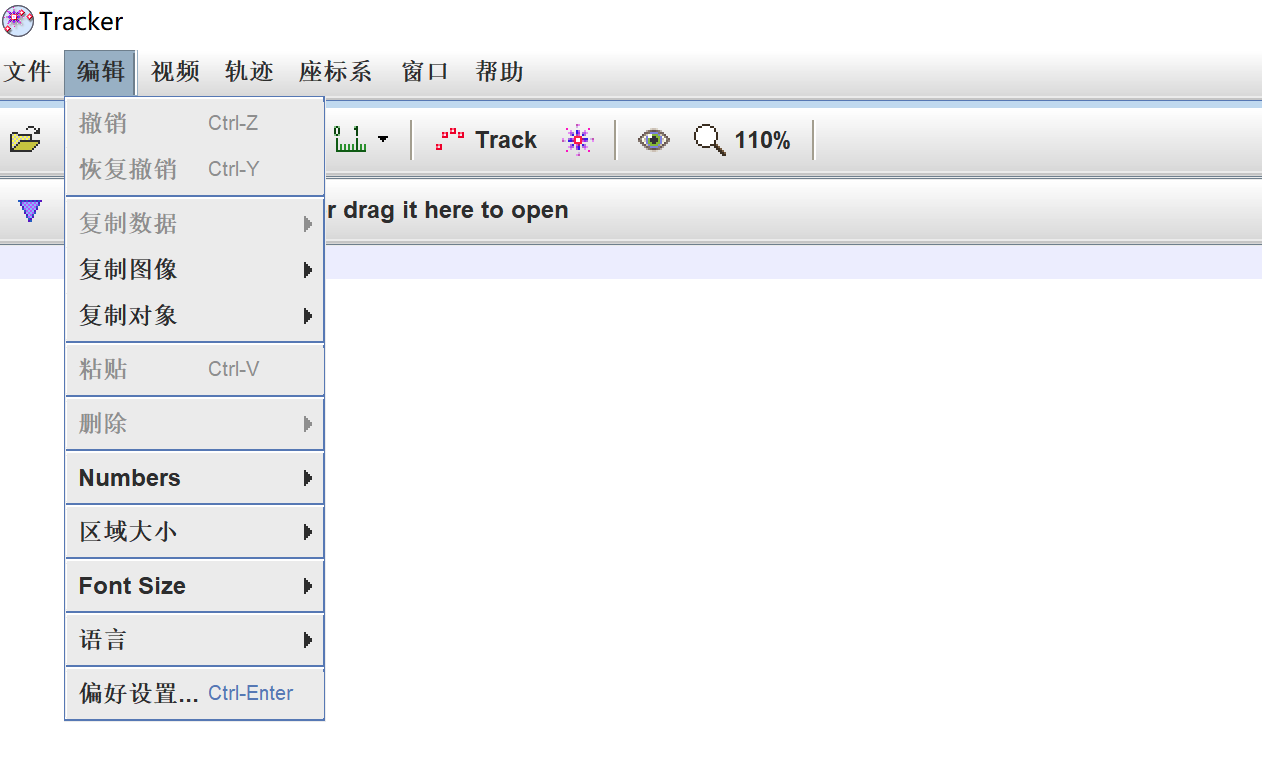 Tracker
文件 编辑 视频 轨迹 座标系 窗口 帮助
撤销 Ctrl-Z
0 1 Track 110%
恢复撤销 Ctrl-Y
复制数据
r drag it here to open
复制图像
复制对象
粘贴 Ctrl-V
删除
Numbers
区域大小
Font Size
语言
偏好设置... Ctrl-Enter